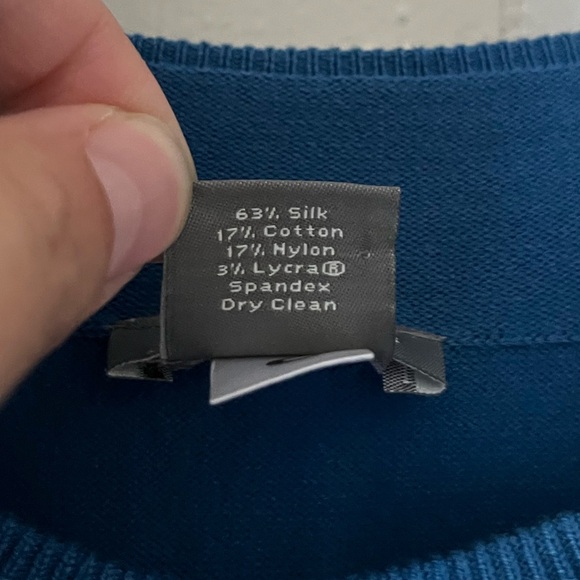 63% Silk
17% Cotton
17% Nylon
3% Lycra®
Spandex
Dry Clean